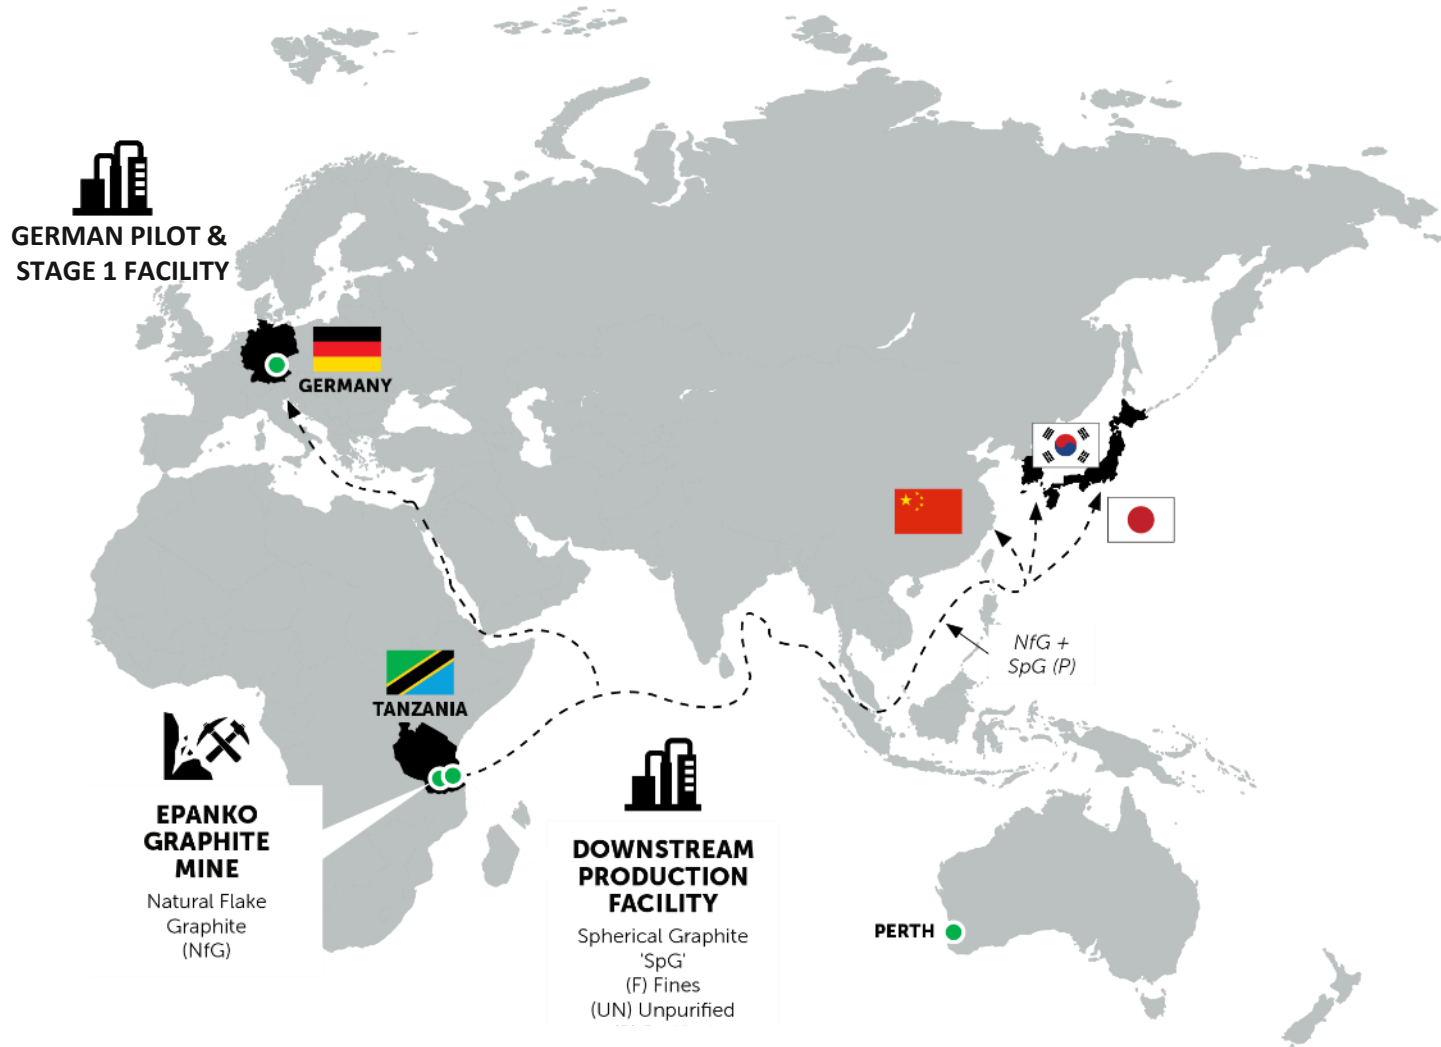 GERMAN PILOT &
STAGE 1 FACILITY
GERMANY
TANZANIA
NfG +
SpG (P)
EPANKO
GRAPHITE
MINE
Natural Flake
Graphite
(NfG)
DOWNSTREAM
PRODUCTION
FACILITY
Spherical Graphite
'SpG'
(F) Fines
(UN) Unpurified
PERTH